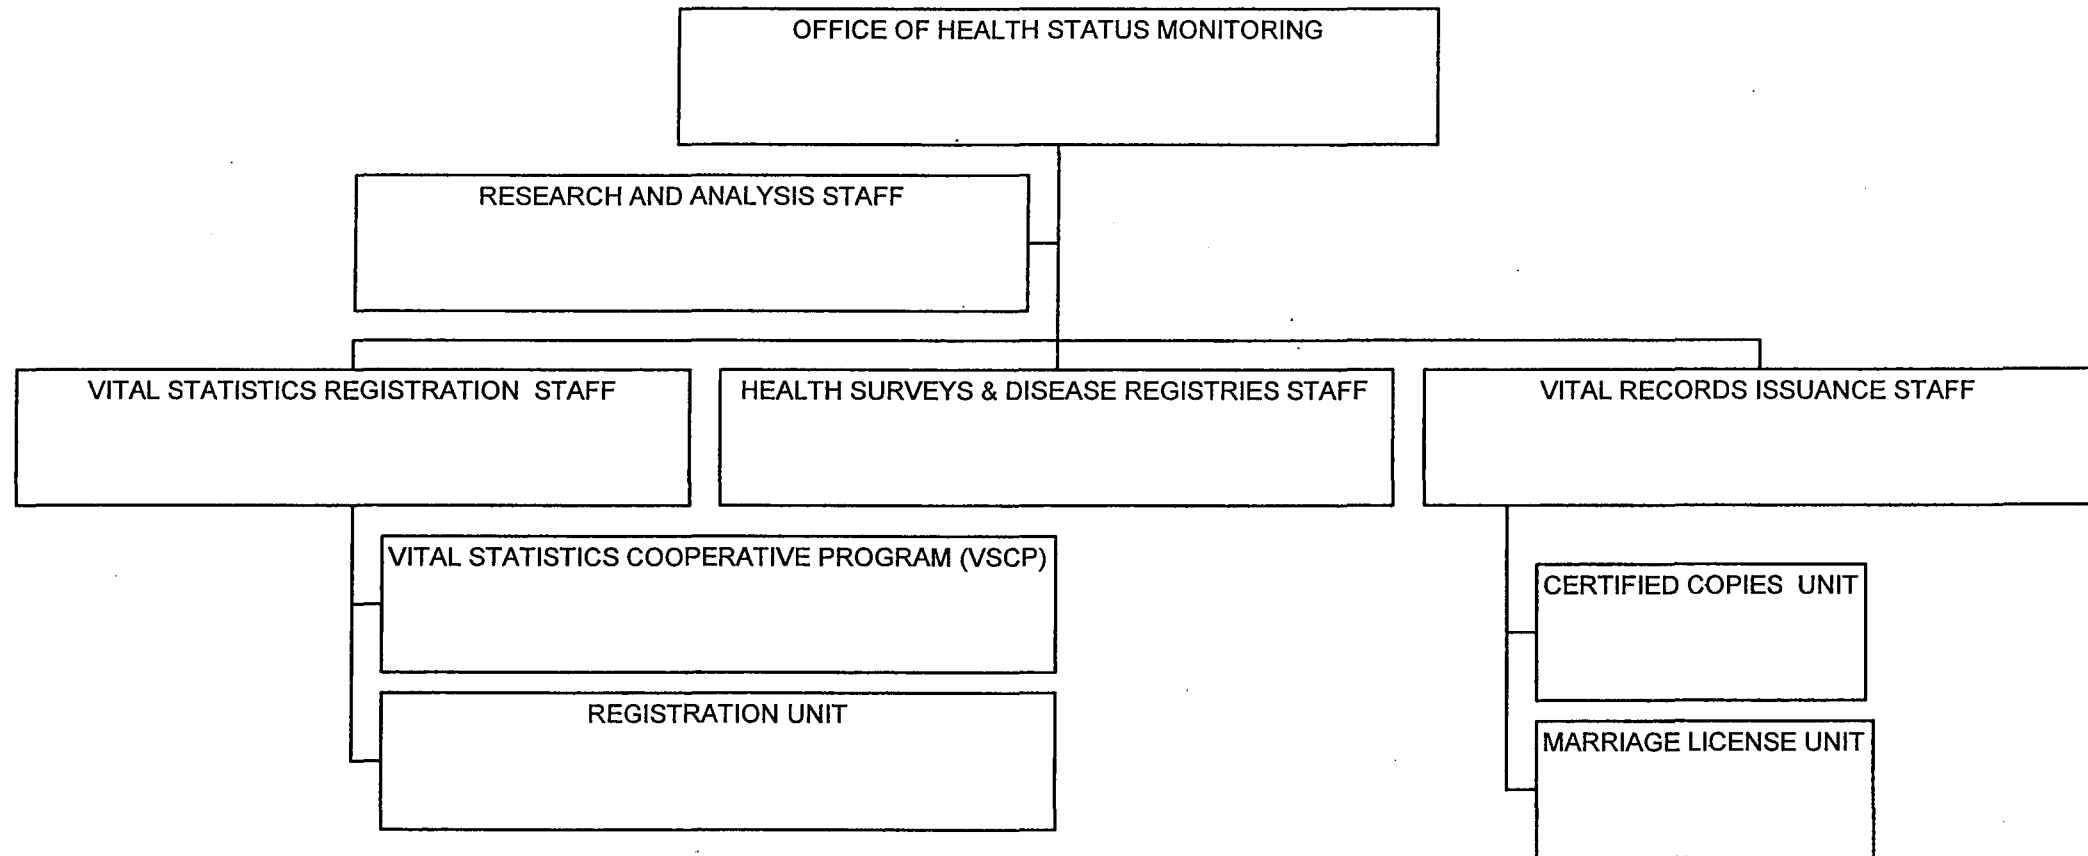 OFFICE OF HEALTH STATUS MONITORING
RESEARCH AND ANALYSIS STAFF
VITAL STATISTICS REGISTRATION STAFF
HEALTH SURVEYS & DISEASE REGISTRIES STAFF
VITAL RECORDS ISSUANCE STAFF
VITAL STATISTICS COOPERATIVE PROGRAM (VSCP)
REGISTRATION UNIT
CERTIFIED COPIES UNIT
MARRIAGE LICENSE UNIT